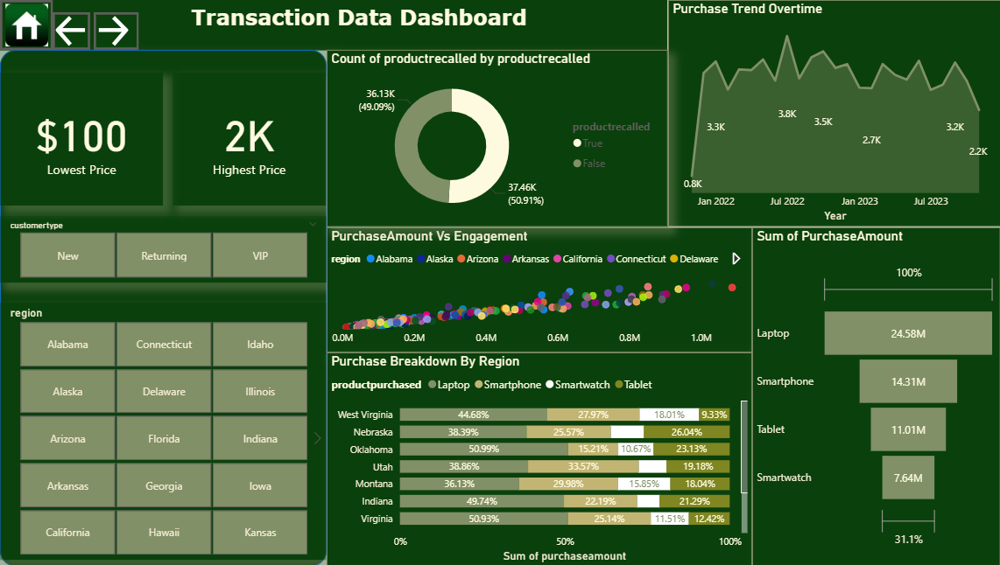 Transaction Data Dashboard
$100
Lowest Price
2K
Highest Price
customertype
New Returning VIP
region
Alabama Connecticut Idaho
Alaska Delaware Illinois
Arizona Florida Indiana
Arkansas Georgia Iowa
California Hawaii Kansas
Count of productrecalled by productrecalled
36.13K
(49.09%)
37.46K
(50.91%)
productrecalled
True
False
Purchase Trend Overtime
0.8K 3.3K 3.8K 3.5K 2.7K 3.2K 2.2K
Jan 2022 Jul 2022 Jan 2023 Jul 2023
Year
PurchaseAmount Vs Engagement
region Alabama Alaska Arizona Arkansas California Connecticut Delaware
0.0M 0.2M 0.4M 0.6M 0.8M 1.0M
Purchase Breakdown By Region
productpurchased Laptop Smartphone Smartwatch Tablet
West Virginia 44.68% 27.97% 18.01% 9.33%
Nebraska 38.39% 25.57% 26.04%
Oklahoma 50.99% 15.21% 10.67% 23.13%
Utah 38.86% 33.57% 19.18%
Montana 36.13% 29.98% 15.85% 18.04%
Indiana 49.74% 22.19% 21.29%
Virginia 50.93% 25.14% 11.51% 12.42%
0% 50% 100%
Sum of purchaseamount
Sum of PurchaseAmount
100%
Laptop 24.58M
Smartphone 14.31M
Tablet 11.01M
Smartwatch 7.64M
31.1%